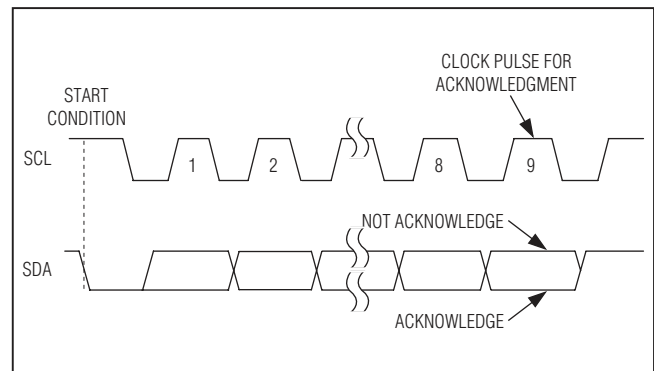 CLOCK PULSE FOR
ACKNOWLEDGMENT
START
CONDITION
SCL
1 2 8 9
NOT ACKNOWLEDGE
SDA
ACKNOWLEDGE